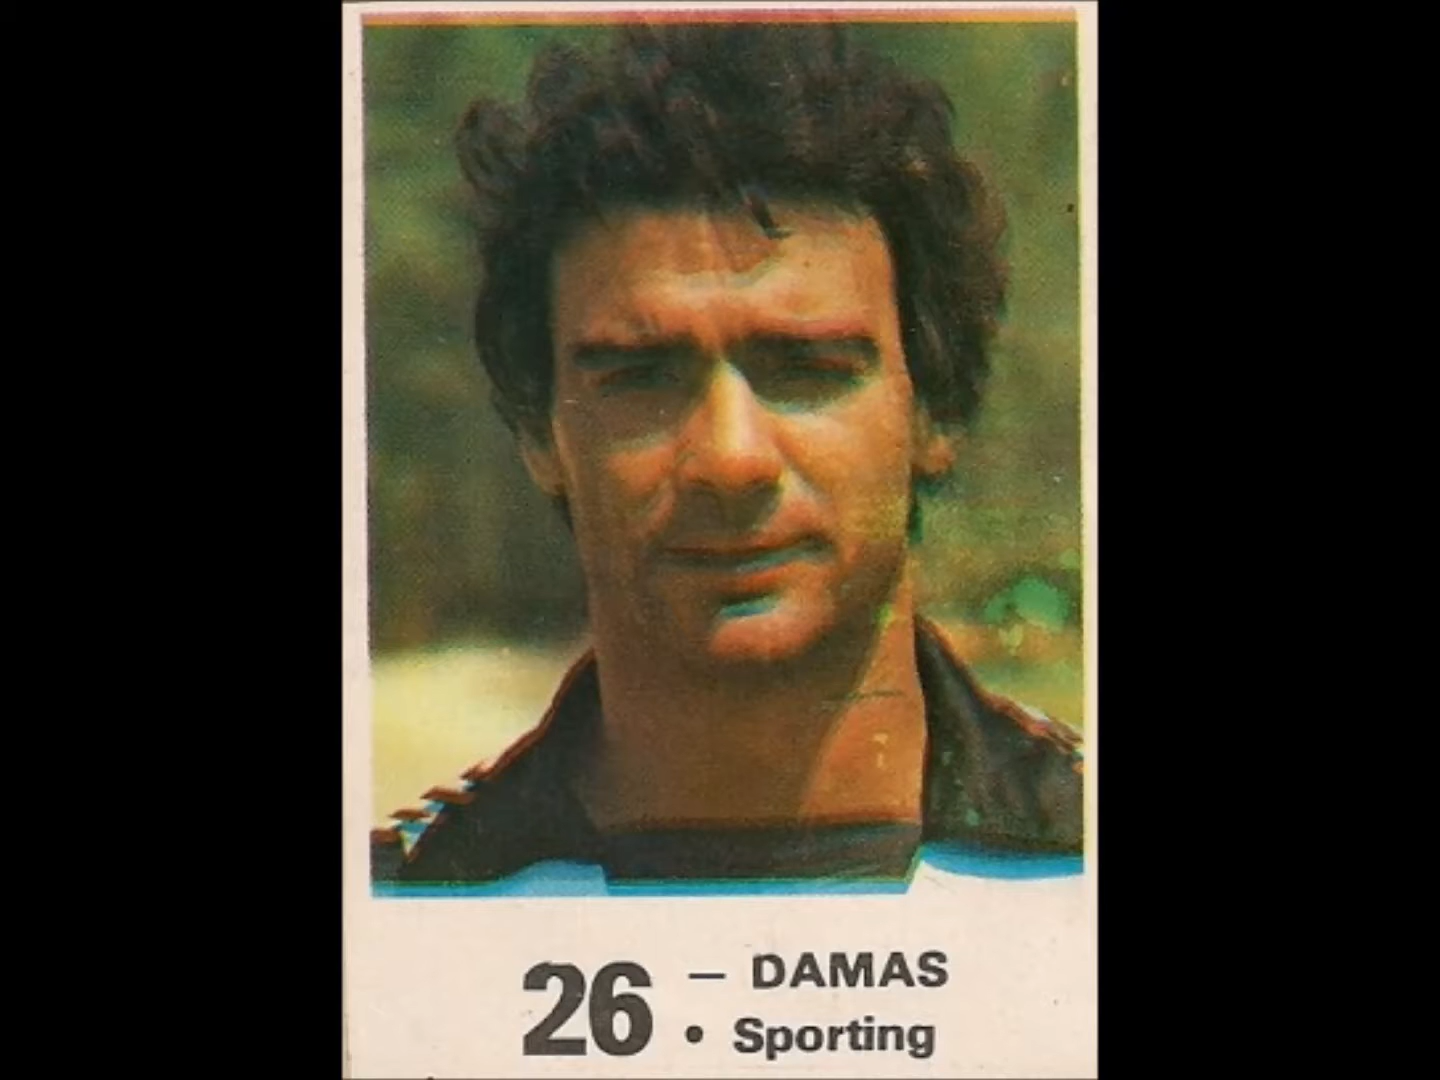 26 — DAMAS
• Sporting